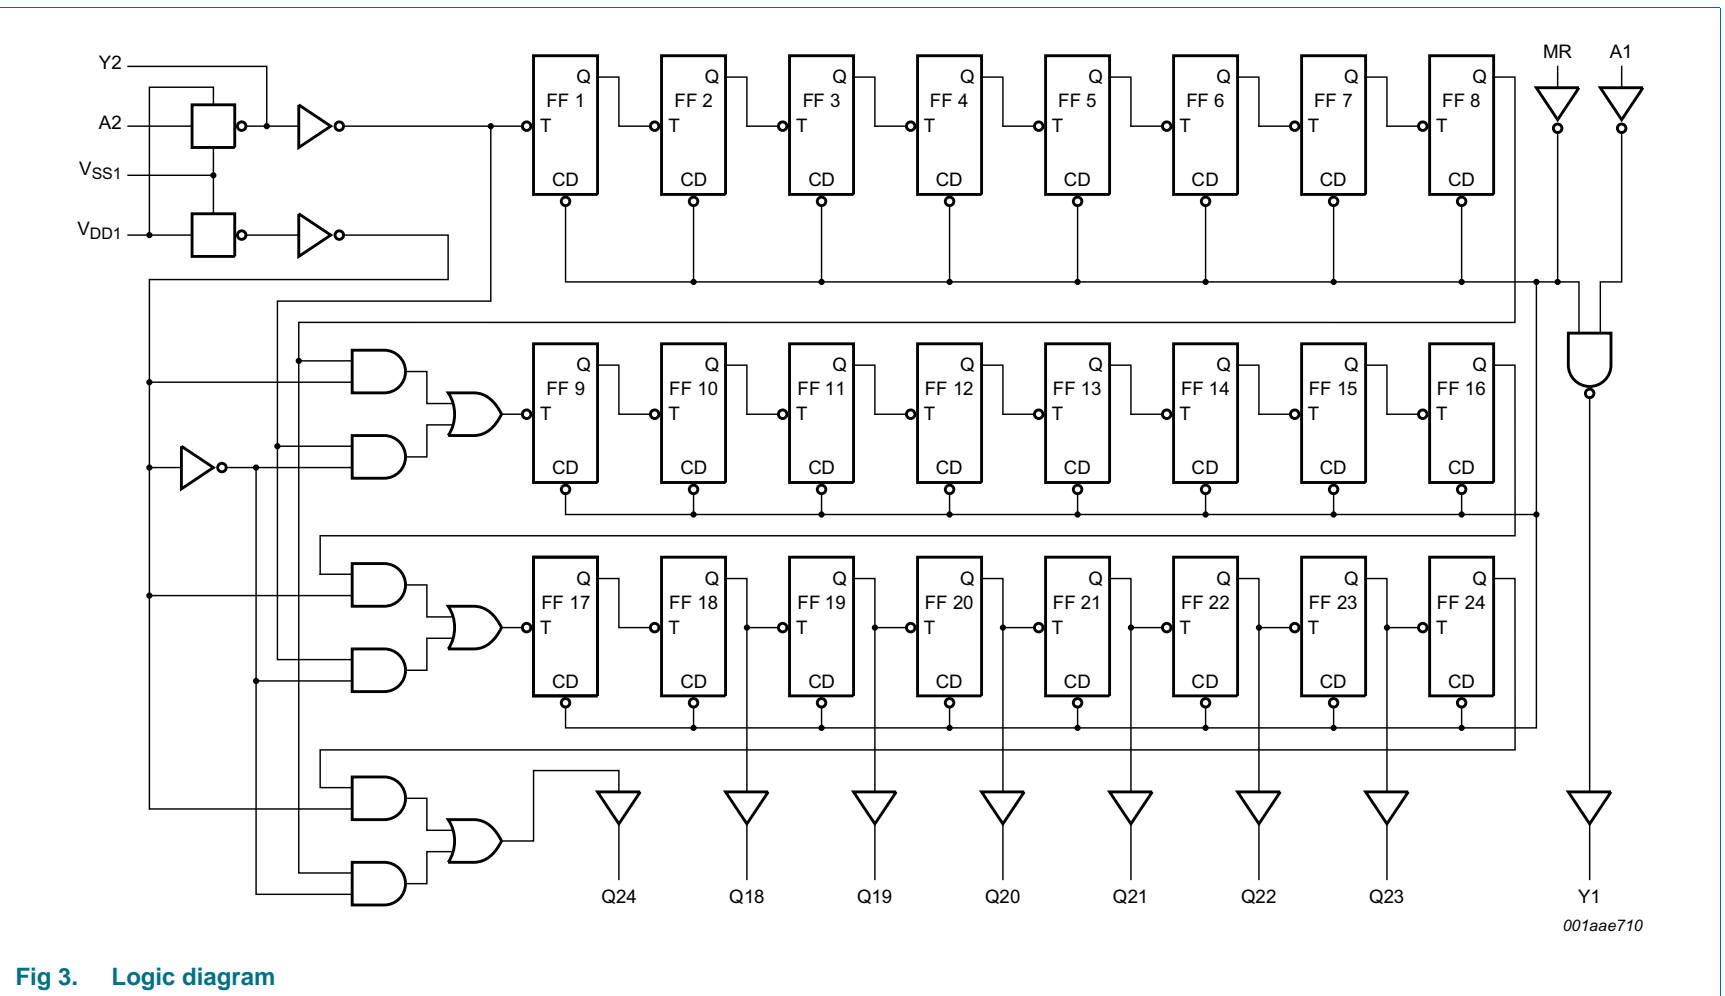 Y2
A2
VSS1
VDD1
MR A1
Q Q Q Q Q Q Q Q
FF 1 FF 2 FF 3 FF 4 FF 5 FF 6 FF 7 FF 8
T T T T T T T T
CD CD CD CD CD CD CD CD
Q Q Q Q Q Q Q Q
FF 9 FF 10 FF 11 FF 12 FF 13 FF 14 FF 15 FF 16
T T T T T T T T
CD CD CD CD CD CD CD CD
Q Q Q Q Q Q Q Q
FF 17 FF 18 FF 19 FF 20 FF 21 FF 22 FF 23 FF 24
T T T T T T T T
CD CD CD CD CD CD CD CD
Q24 Q18 Q19 Q20 Q21 Q22 Q23 Y1
001aae710
Fig 3. Logic diagram